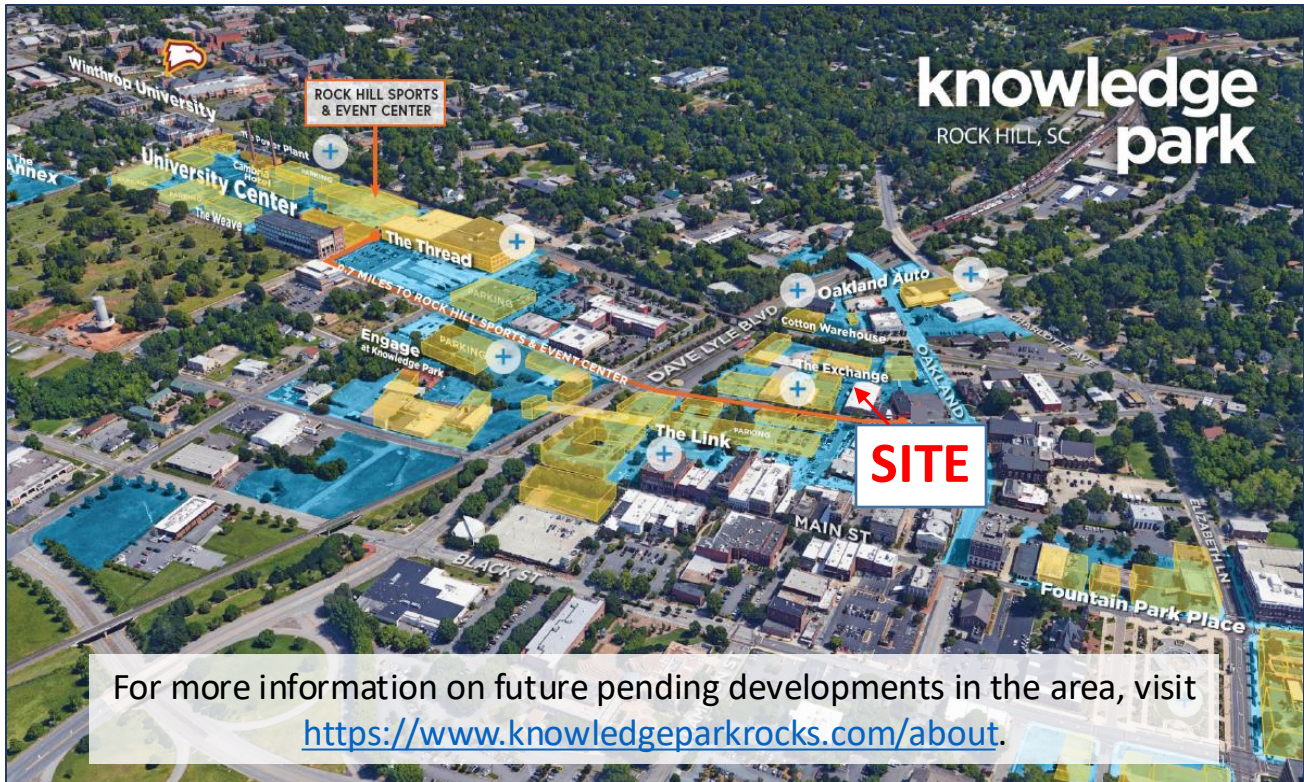 knowledge
park
ROCK HILL, SC
Winthrop University
ROCK HILL SPORTS
& EVENT CENTER
The Power Plant
The
Annex
University Center
Cambria
Hotel
PARKING
PARKING
The Weave
The Thread
0.7 MILES TO ROCK HILL SPORTS & EVENT CENTER
PARKING
Oakland Auto
Cotton Warehouse
CHARLOTTE AVE
DAVE LYLE BLVD
OAKLAND
Engage
at Knowledge Park
PARKING
The Exchange
The Link
PARKING
SITE
MAIN ST
BLACK ST
ELIZABETH LN
Fountain Park Place
For more information on future pending developments in the area, visit
https://www.knowledgeparkrocks.com/about.